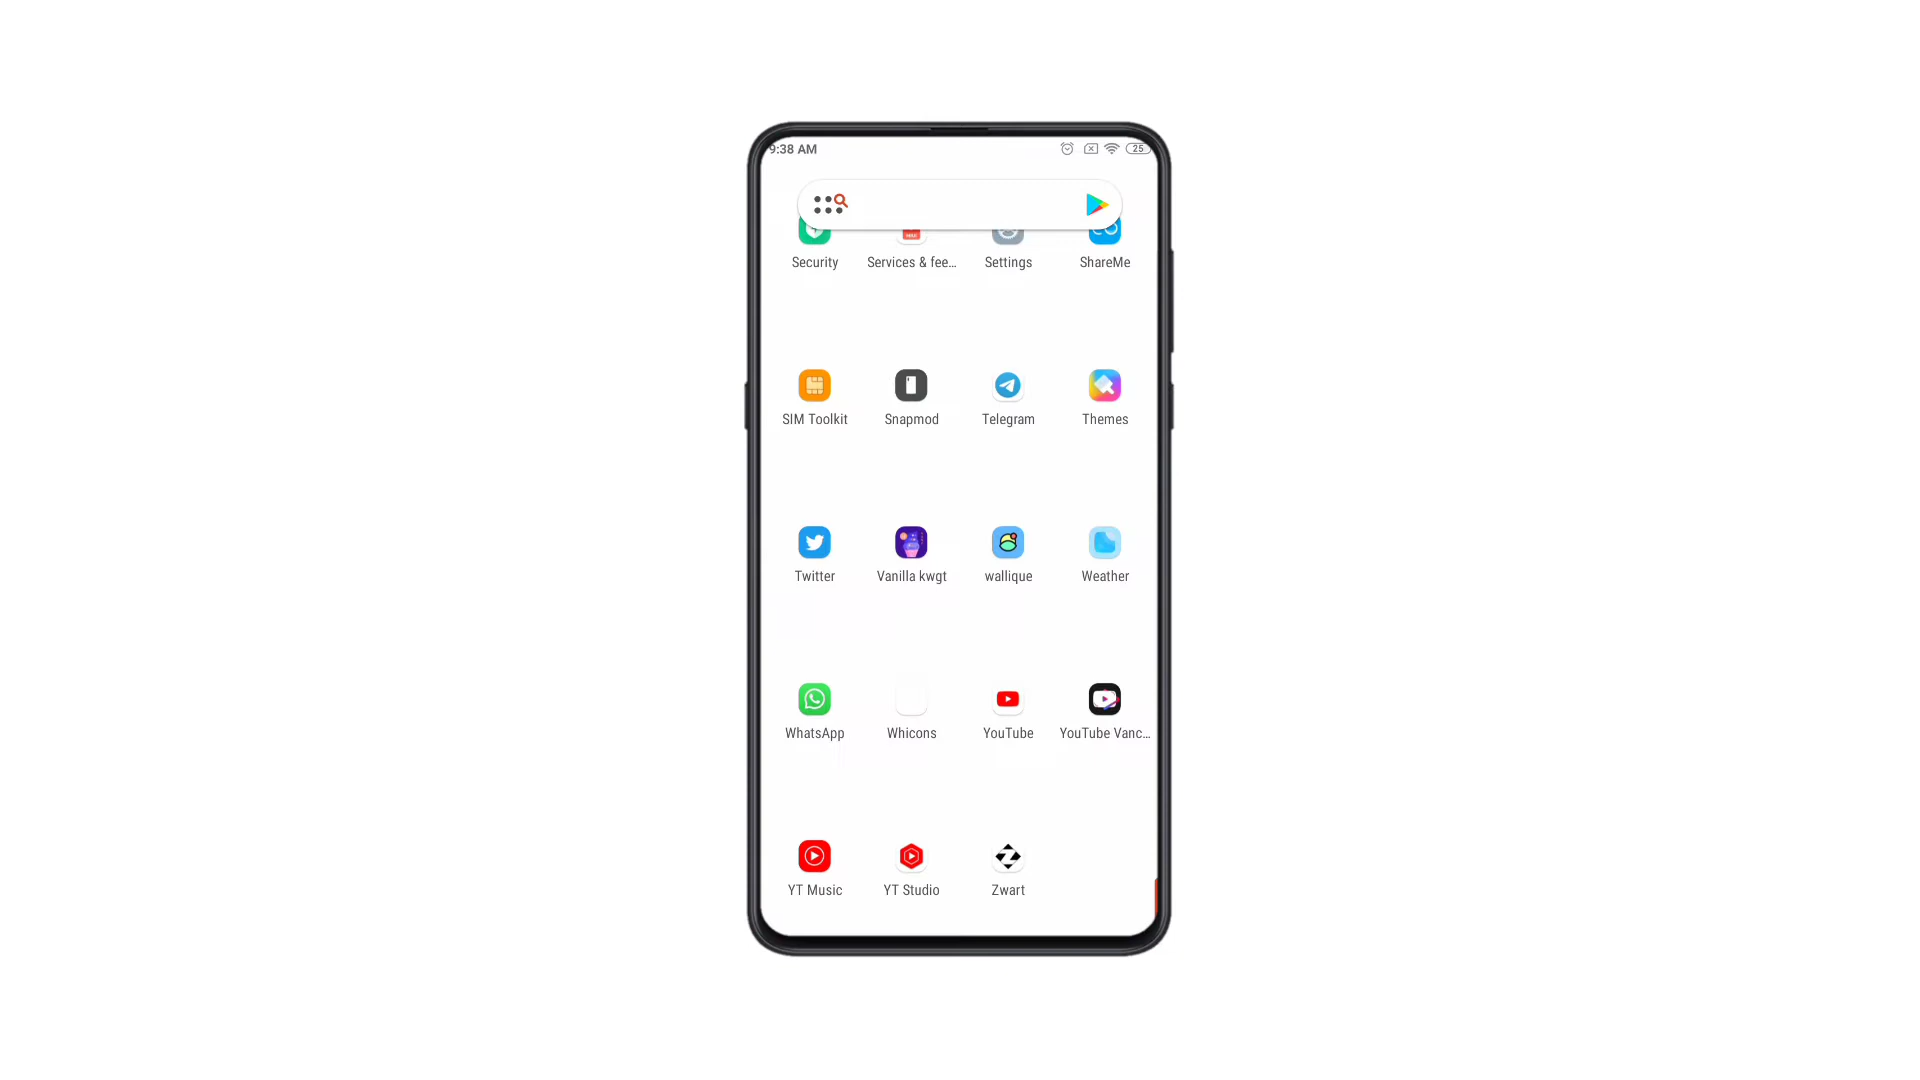 9:38 AM 25
Security Services & fee... Settings ShareMe
SIM Toolkit Snapmod Telegram Themes
Twitter Vanilla kwgt wallique Weather
WhatsApp Whicons YouTube YouTube Vanc...
YT Music YT Studio Zwart